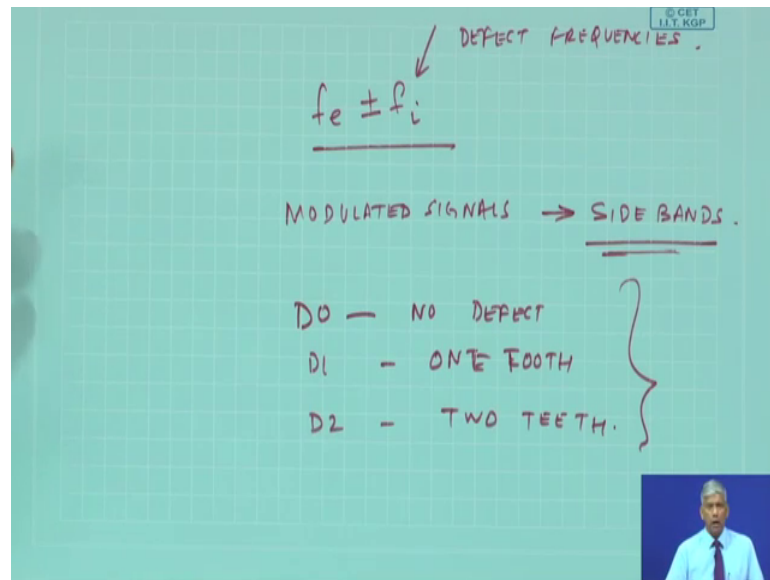 © CET
I.I.T. KGP
DEFECT FREQUENCIES.
fe ± fi
MODULATED SIGNALS → SIDE BANDS.
D0 — NO DEFECT
D1 - ONE TOOTH
D2 - TWO TEETH.